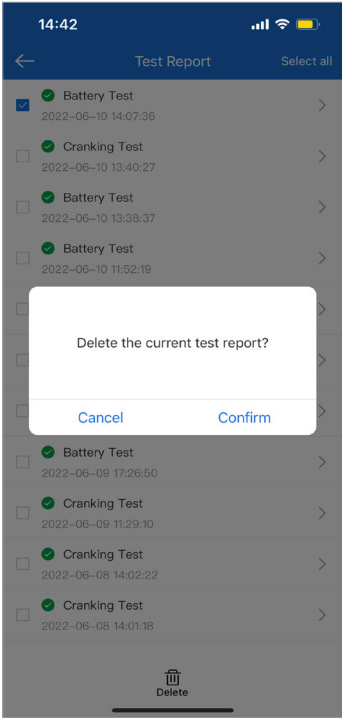 14:42
Test Report
Select all
Battery Test
2022-06-10 14:07:36
Cranking Test
2022-06-10 13:40:27
Battery Test
2022-06-10 13:38:37
Battery Test
2022-06-10 11:52:19
Delete the current test report?
Cancel
Confirm
Battery Test
2022-06-09 17:26:50
Cranking Test
2022-06-09 11:29:10
Cranking Test
2022-06-08 14:02:22
Cranking Test
2022-06-08 14:01:18
Delete